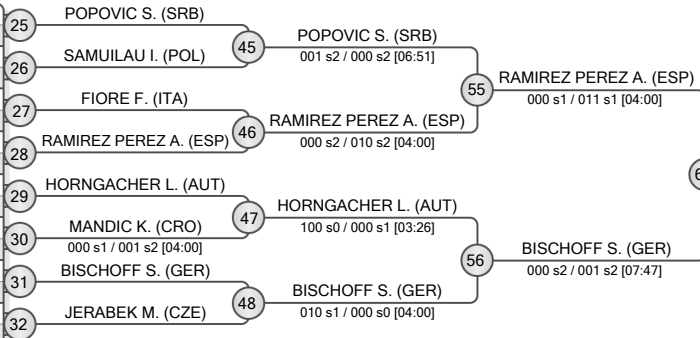 25
POPOVIC S. (SRB)
26
SAMUILAU I. (POL)
27
FIORE F. (ITA)
28
RAMIREZ PEREZ A. (ESP)
29
HORNGACHER L. (AUT)
30
MANDIC K. (CRO)
000 s1 / 001 s2 [04:00]
31
BISCHOFF S. (GER)
32
JERABEK M. (CZE)
45
POPOVIC S. (SRB)
001 s2 / 000 s2 [06:51]
46
RAMIREZ PEREZ A. (ESP)
000 s2 / 010 s2 [04:00]
47
HORNGACHER L. (AUT)
100 s0 / 000 s1 [03:26]
48
BISCHOFF S. (GER)
010 s1 / 000 s0 [04:00]
55
RAMIREZ PEREZ A. (ESP)
000 s1 / 011 s1 [04:00]
56
BISCHOFF S. (GER)
000 s2 / 001 s2 [07:47]